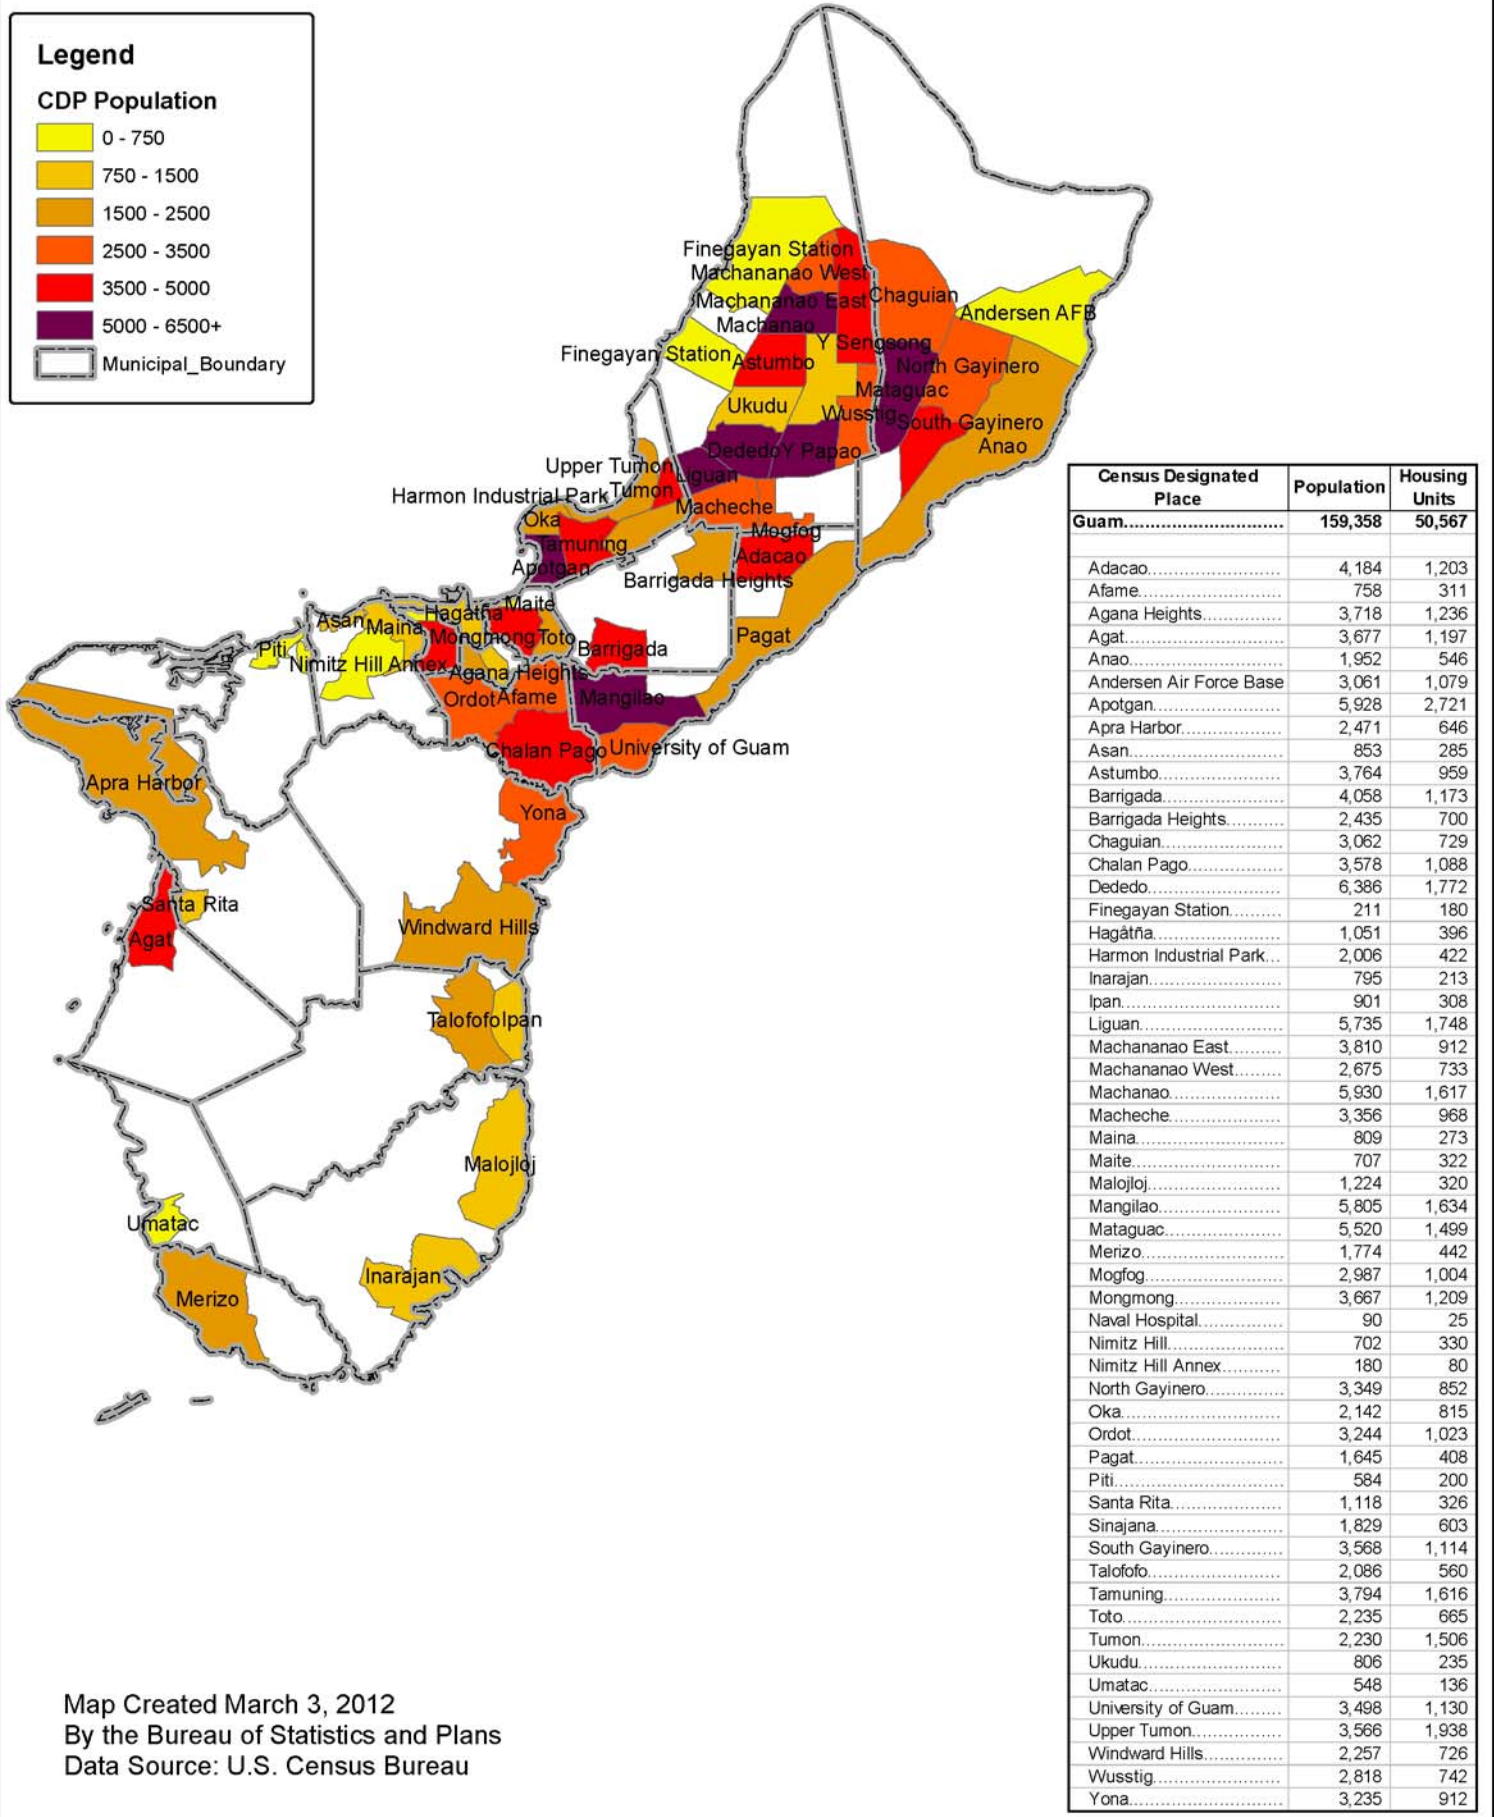 Legend
CDP Population
0 - 750
750 - 1500
1500 - 2500
2500 - 3500
3500 - 5000
5000 - 6500+
Municipal_Boundary
Finegayan Station
Machananao West
Machananao East
Chaguian
Andersen AFB
Machanao
Y Sengsong
Finegayan Station
Astumbo
North Gayinero
Mataguac
Ukudu
Wusstig
South Gayinero
Anao
Dededo
Y Papao
Upper Tumon
Liguan
Harmon Industrial Park
Tumon
Macheche
Oka
Mogfog
Tamuning
Adacao
Apotgan
Barrigada Heights
Maite
Hagatña
Asan
Maina
Mongmong
Toto
Pagat
Piti
Nimitz Hill Annex
Barrigada
Agana Heights
Ordot
Afame
Mangilao
Chalan Pago
University of Guam
Apra Harbor
Yona
Santa Rita
Windward Hills
Agat
Talofofo
Ipan
Malojloj
Umatac
Inarajan
Merizo
Census Designated Place Population Housing Units
Guam 159,358 50,567
Adacao 4,184 1,203
Afame 758 311
Agana Heights 3,718 1,236
Agat 3,677 1,197
Anao 1,952 546
Andersen Air Force Base 3,061 1,079
Apotgan 5,928 2,721
Apra Harbor 2,471 646
Asan 853 285
Astumbo 3,764 959
Barrigada 4,058 1,173
Barrigada Heights 2,435 700
Chaguian 3,062 729
Chalan Pago 3,578 1,088
Dededo 6,386 1,772
Finegayan Station 211 180
Hagåtña 1,051 396
Harmon Industrial Park 2,006 422
Inarajan 795 213
Ipan 901 308
Liguan 5,735 1,748
Machananao East 3,810 912
Machananao West 2,675 733
Machanao 5,930 1,617
Macheche 3,356 968
Maina 809 273
Maite 707 322
Malojloj 1,224 320
Mangilao 5,805 1,634
Mataguac 5,520 1,499
Merizo 1,774 442
Mogfog 2,987 1,004
Mongmong 3,667 1,209
Naval Hospital 90 25
Nimitz Hill 702 330
Nimitz Hill Annex 180 80
North Gayinero 3,349 852
Oka 2,142 815
Ordot 3,244 1,023
Pagat 1,645 408
Piti 584 200
Santa Rita 1,118 326
Sinajana 1,829 603
South Gayinero 3,568 1,114
Talofofo 2,086 560
Tamuning 3,794 1,616
Toto 2,235 665
Tumon 2,230 1,506
Ukudu 806 235
Umatac 548 136
University of Guam 3,498 1,130
Upper Tumon 3,566 1,938
Windward Hills 2,257 726
Wusstig 2,818 742
Yona 3,235 912
Map Created March 3, 2012
By the Bureau of Statistics and Plans
Data Source: U.S. Census Bureau